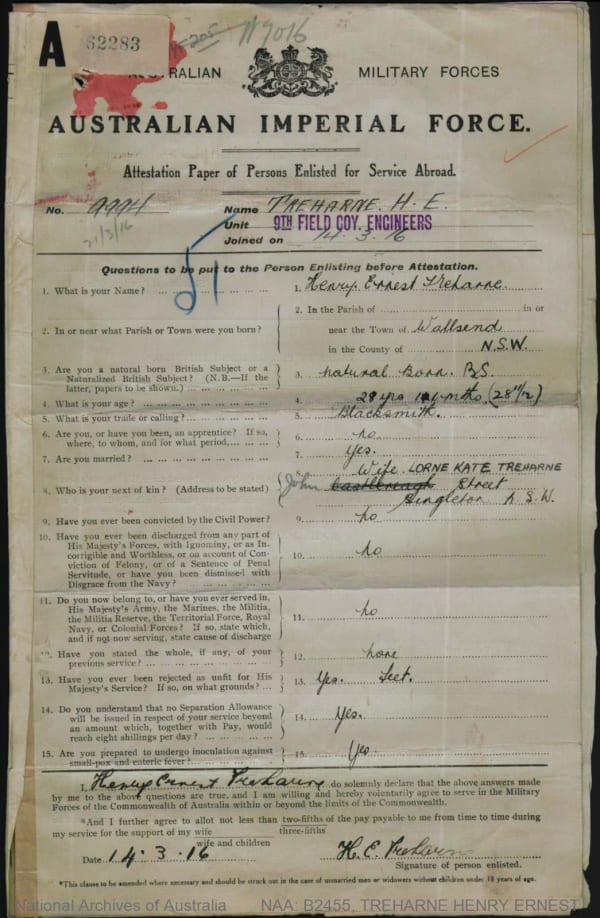 A
62283
W9016
AUSTRALIAN MILITARY FORCES
AUSTRALIAN IMPERIAL FORCE.
Attestation Paper of Persons Enlisted for Service Abroad.
No. 9994 Name TREHARNE. H. E.
21/3/16 Unit 9TH FIELD COY. ENGINEERS
Joined on 14.3.16
Questions to be put to the Person Enlisting before Attestation.
1. What is your Name? 1. Henry Ernest Treharne
2. In or near what Parish or Town were you born? 2. In the Parish of in or
near the Town of Wallsend
in the County of N.S.W.
3. Are you a natural born British Subject or a
Naturalized British Subject? (N.B.—If the
latter, papers to be shown.) 3. natural Born. B.S.
4. What is your age? 4. 28 yrs 11 mths (28 11/12)
5. What is your trade or calling? 5. Blacksmith.
6. Are you, or have you been, an apprentice? If so,
where, to whom, and for what period, 6. no
7. Are you married? 7. Yes.
8. Who is your next of kin? (Address to be stated) 8. Wife. LORNE KATE TREHARNE
John Castlereagh Street
Singleton N.S.W.
9. Have you ever been convicted by the Civil Power? 9. no
10. Have you ever been discharged from any part of
His Majesty's Forces, with Ignominy, or as In-
corrigible and Worthless, or on account of Con-
viction of Felony, or of a Sentence of Penal
Servitude, or have you been dismissed with
Disgrace from the Navy? 10. no
11. Do you now belong to, or have you ever served in,
His Majesty's Army, the Marines, the Militia,
the Militia Reserve, the Territorial Force, Royal
Navy, or Colonial Forces? If so, state which,
and if not now serving, state cause of discharge 11. no
12. Have you stated the whole, if any, of your
previous service? 12. none
13. Have you ever been rejected as unfit for His
Majesty's Service? If so, on what grounds? 13. Yes. Feet.
14. Do you understand that no Separation Allowance
will be issued in respect of your service beyond
an amount which, together with Pay, would
reach eight shillings per day? 14. Yes.
15. Are you prepared to undergo inoculation against
small-pox and enteric fever? 15. Yes
I, Henry Ernest Treharne do solemnly declare that the above answers made
by me to the above questions are true, and I am willing and hereby voluntarily agree to serve in the Military
Forces of the Commonwealth of Australia within or beyond the limits of the Commonwealth.
*And I further agree to allot not less than two-fifths of the pay payable to me from time to time during
three-fifths
my service for the support of my wife
wife and children
Date 14.3.16 H. E. Treharne
Signature of person enlisted.
*This clause to be amended where necessary and should be struck out in the case of unmarried men or widowers without children under 18 years of age.
National Archives of Australia NAA: B2455, TREHARNE HENRY ERNEST